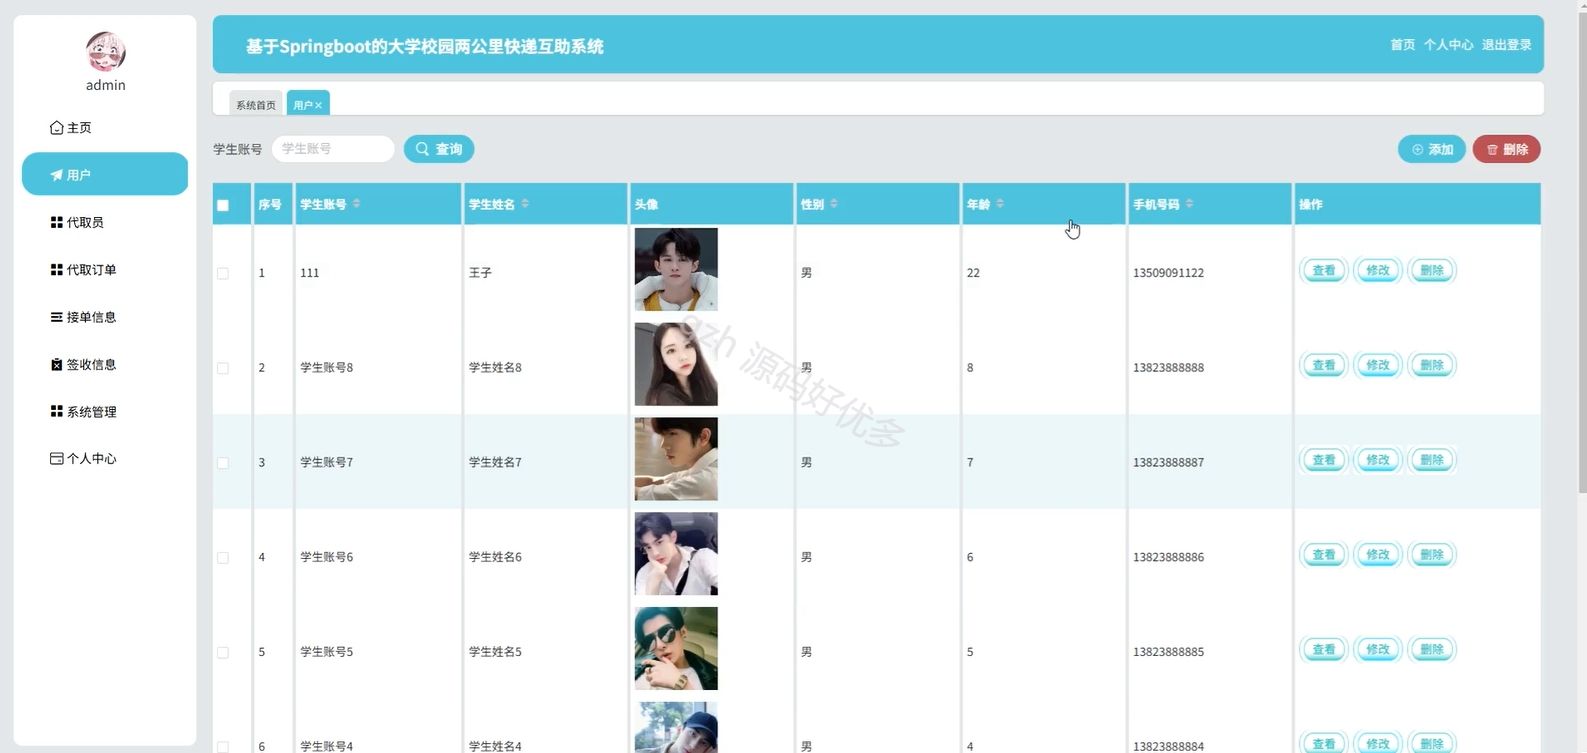 admin
主页
用户
代取员
代取订单
接单信息
签收信息
系统管理
个人中心
基于Springboot的大学校园两公里快递互助系统
首页 个人中心 退出登录
系统首页 用户×
学生账号 学生账号 查询 添加 删除
序号 学生账号 学生姓名 头像 性别 年龄 手机号码 操作
1 111 王子 男 22 13509091122 查看 修改 删除
2 学生账号8 学生姓名8 男 8 13823888888 查看 修改 删除
3 学生账号7 学生姓名7 男 7 13823888887 查看 修改 删除
4 学生账号6 学生姓名6 男 6 13823888886 查看 修改 删除
5 学生账号5 学生姓名5 男 5 13823888885 查看 修改 删除
6 学生账号4 学生姓名4 男 4 13823888884 查看 修改 删除
gzh 源码好优多